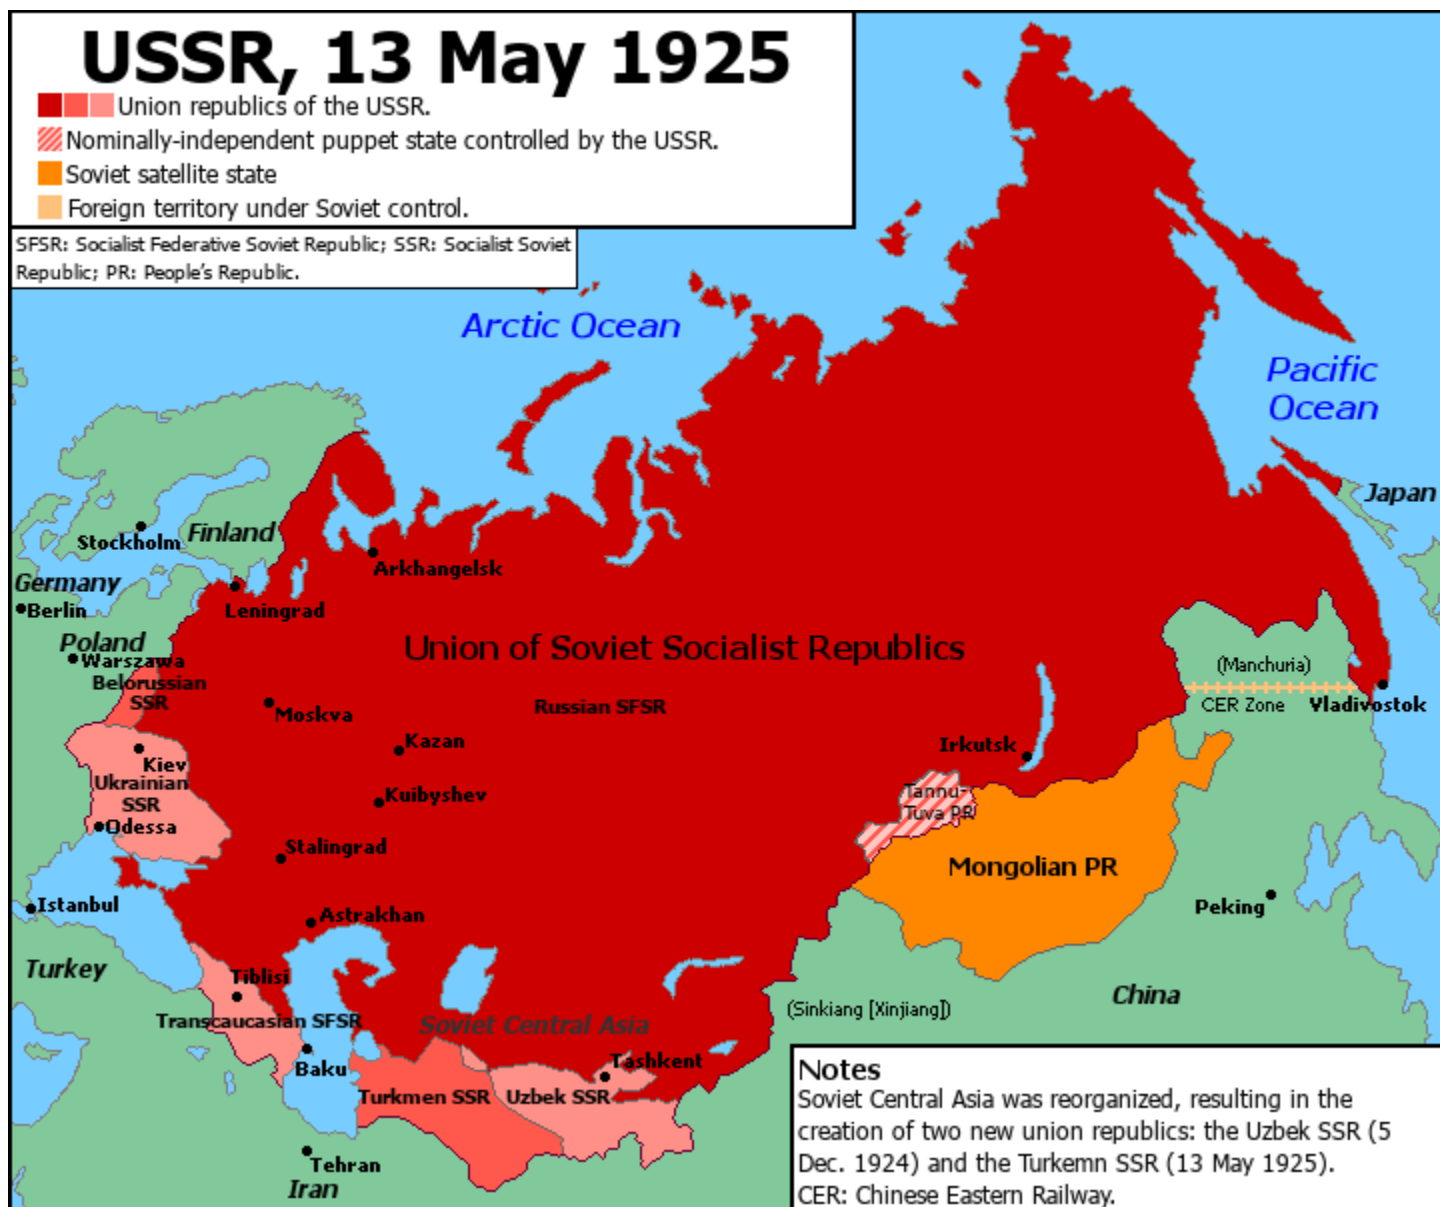 USSR, 13 May 1925
Union republics of the USSR.
Nominally-independent puppet state controlled by the USSR.
Soviet satellite state
Foreign territory under Soviet control.
SFSR: Socialist Federative Soviet Republic; SSR: Socialist Soviet
Republic; PR: People's Republic.
Arctic Ocean
Pacific
Ocean
Japan
Stockholm
Finland
Arkhangelsk
Germany
Berlin
Leningrad
Poland
Warszawa
Belorussian
SSR
Union of Soviet Socialist Republics
Russian SFSR
(Manchuria)
CER Zone
Vladivostok
Moskva
Kazan
Irkutsk
Kiev
Ukrainian
SSR
Kuibyshev
Tannu-
Tuva PR
Odessa
Stalingrad
Mongolian PR
Istanbul
Astrakhan
Peking
Turkey
Tiblisi
China
(Sinkiang [Xinjiang])
Transcaucasian SFSR
Soviet Central Asia
Baku
Tashkent
Turkmen SSR
Uzbek SSR
Tehran
Iran
Notes
Soviet Central Asia was reorganized, resulting in the
creation of two new union republics: the Uzbek SSR (5
Dec. 1924) and the Turkemn SSR (13 May 1925).
CER: Chinese Eastern Railway.